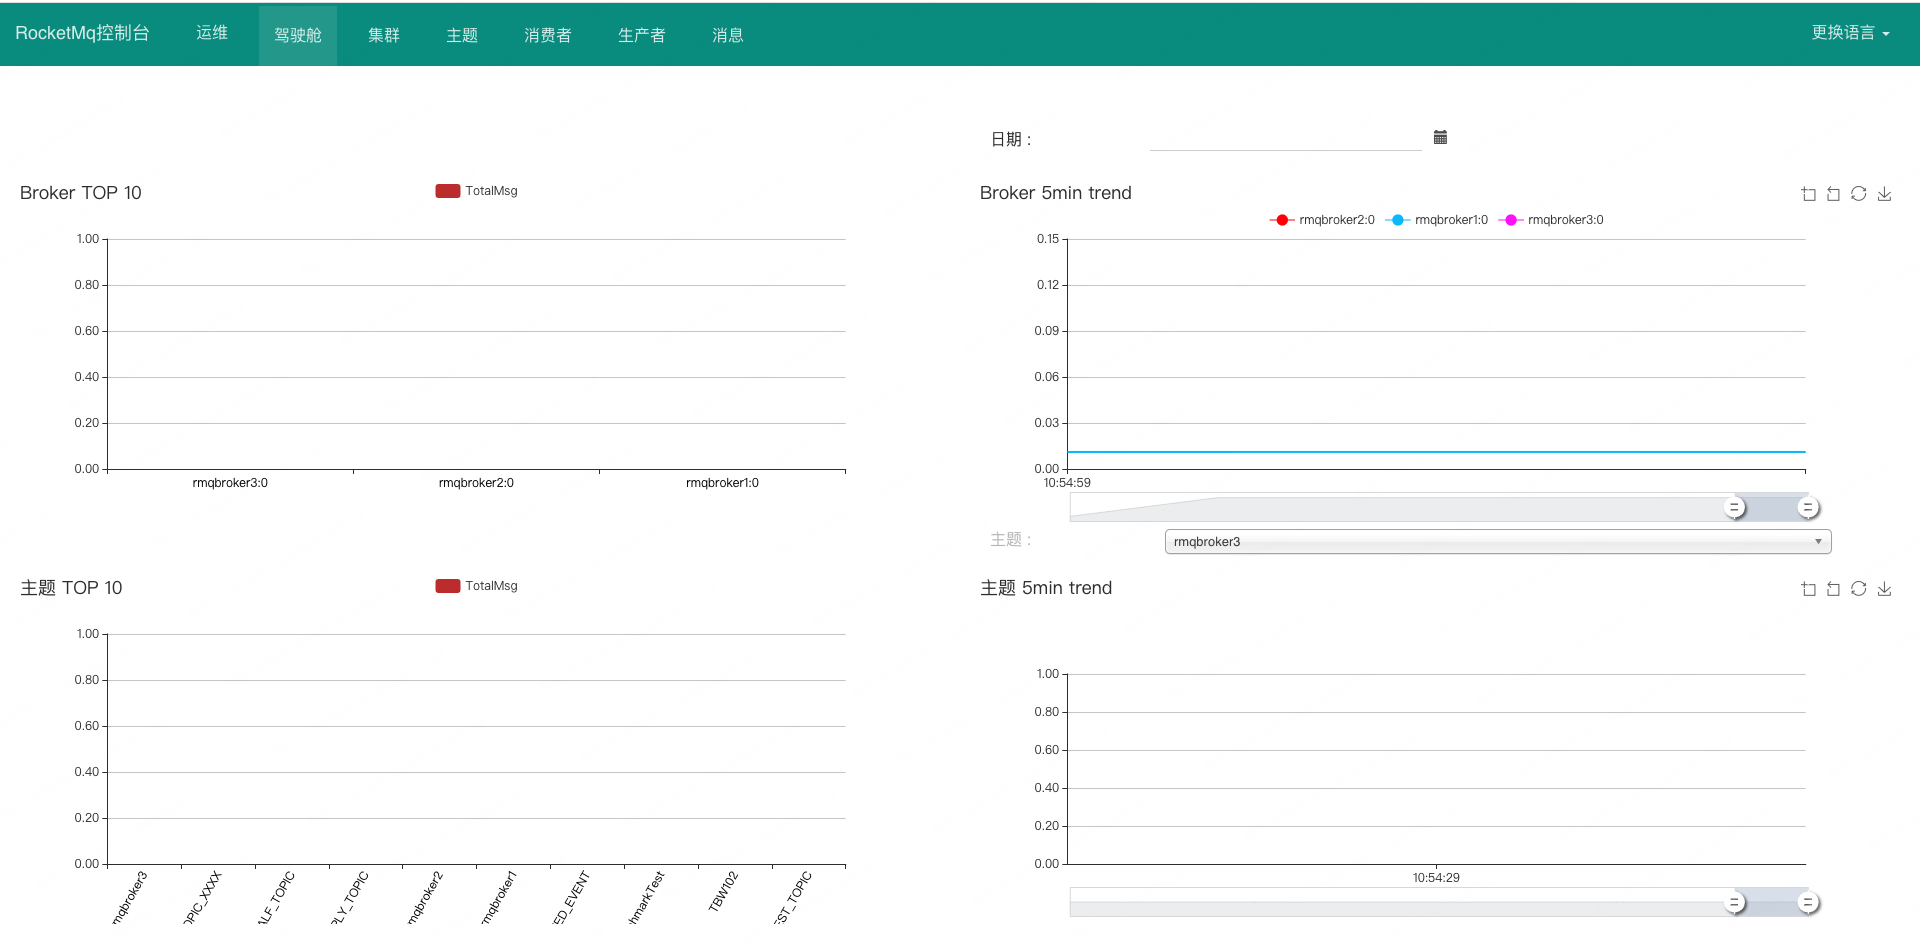 RocketMq控制台 运维 驾驶舱 集群 主题 消费者 生产者 消息 更换语言
日期 :
Broker TOP 10
TotalMsg
1.00
0.80
0.60
0.40
0.20
0.00
rmqbroker3:0 rmqbroker2:0 rmqbroker1:0
Broker 5min trend
rmqbroker2:0 rmqbroker1:0 rmqbroker3:0
0.15
0.12
0.09
0.06
0.03
0.00
10:54:59
主题 :
rmqbroker3
主题 TOP 10
TotalMsg
1.00
0.80
0.60
0.40
0.20
0.00
mqbroker3
OPIC_XXXX
ALF_TOPIC
PLY_TOPIC
mqbroker2
mqbroker1
ED_EVENT
hmarkTest
TBW102
EST_TOPIC
主题 5min trend
1.00
0.80
0.60
0.40
0.20
0.00
10:54:29